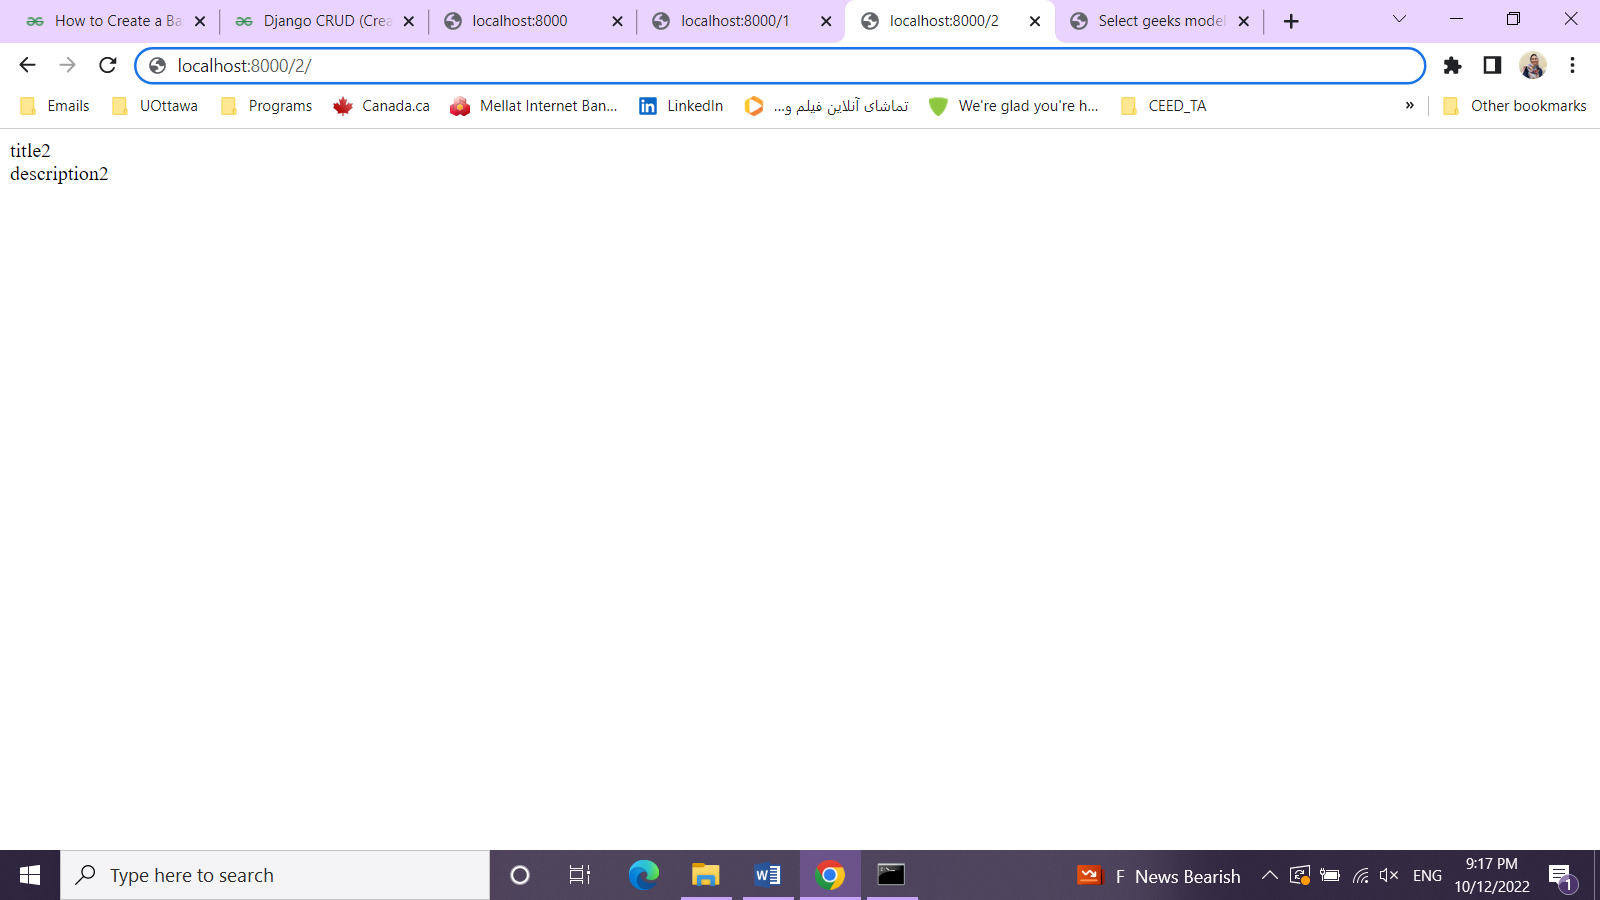 How to Create a Ba
Django CRUD (Crea
localhost:8000
localhost:8000/1
localhost:8000/2
Select geeks model
localhost:8000/2/
Emails
UOttawa
Programs
Canada.ca
Mellat Internet Ban...
LinkedIn
تماشای آنلاین فیلم و...
We're glad you're h...
CEED_TA
»
Other bookmarks
title2
description2
Type here to search
F News Bearish
ENG
9:17 PM
10/12/2022
1